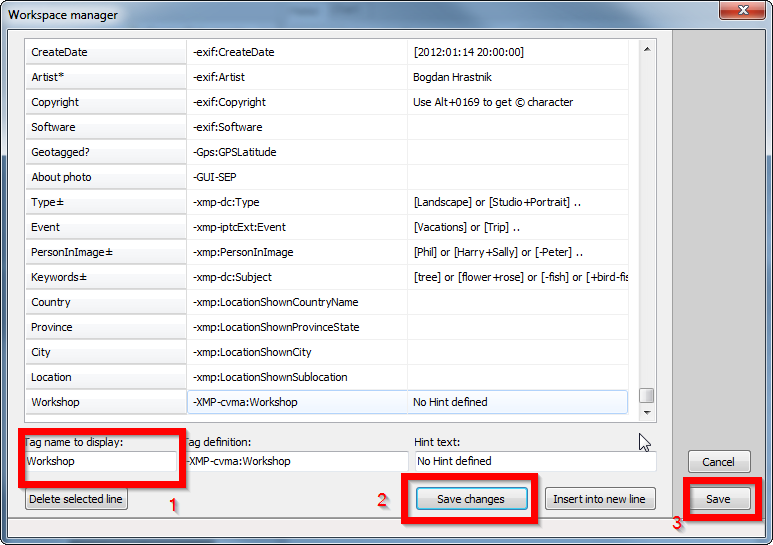 Workspace manager
CreateDate -exif:CreateDate [2012:01:14 20:00:00]
Artist* -exif:Artist Bogdan Hrastnik
Copyright -exif:Copyright Use Alt+0169 to get © character
Software -exif:Software
Geotagged? -Gps:GPSLatitude
About photo -GUI-SEP
Type± -xmp-dc:Type [Landscape] or [Studio+Portrait] ..
Event -xmp-iptcExt:Event [Vacations] or [Trip] ..
PersonInImage± -xmp:PersonInImage [Phil] or [Harry+Sally] or [-Peter] ..
Keywords± -xmp-dc:Subject [tree] or [flower+rose] or [-fish] or [+bird-fis
Country -xmp:LocationShownCountryName
Province -xmp:LocationShownProvinceState
City -xmp:LocationShownCity
Location -xmp:LocationShownSublocation
Workshop -XMP-cvma:Workshop No Hint defined
Tag name to display: Tag definition: Hint text:
Workshop -XMP-cvma:Workshop No Hint defined
Cancel
Delete selected line 1 2 Save changes Insert into new line 3 Save